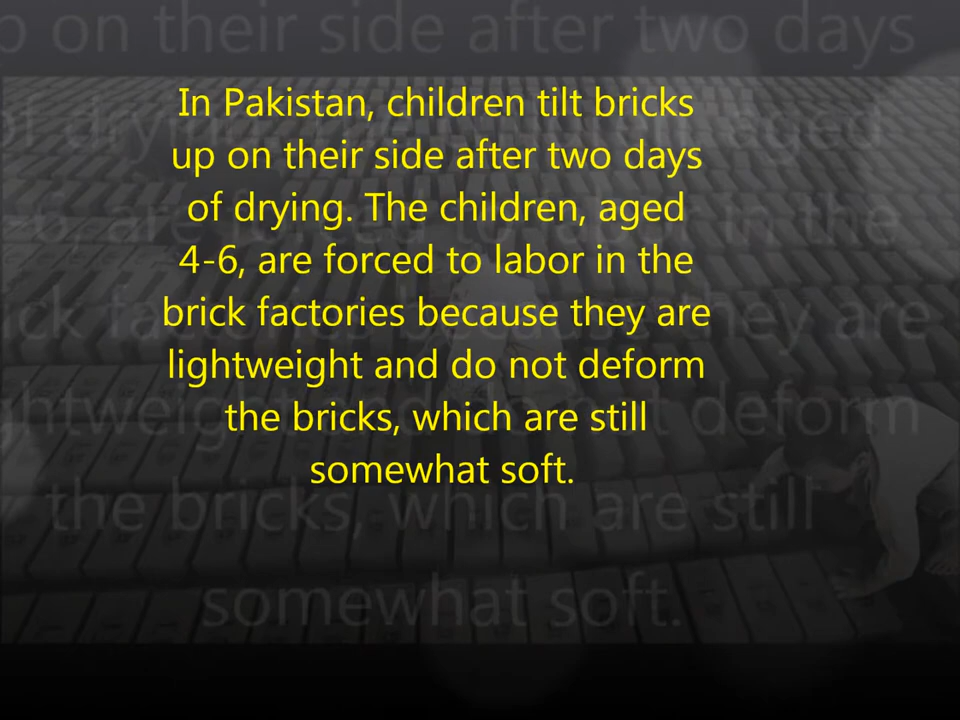 In Pakistan, children tilt bricks
up on their side after two days
of drying. The children, aged
4-6, are forced to labor in the
brick factories because they are
lightweight and do not deform
the bricks, which are still
somewhat soft.